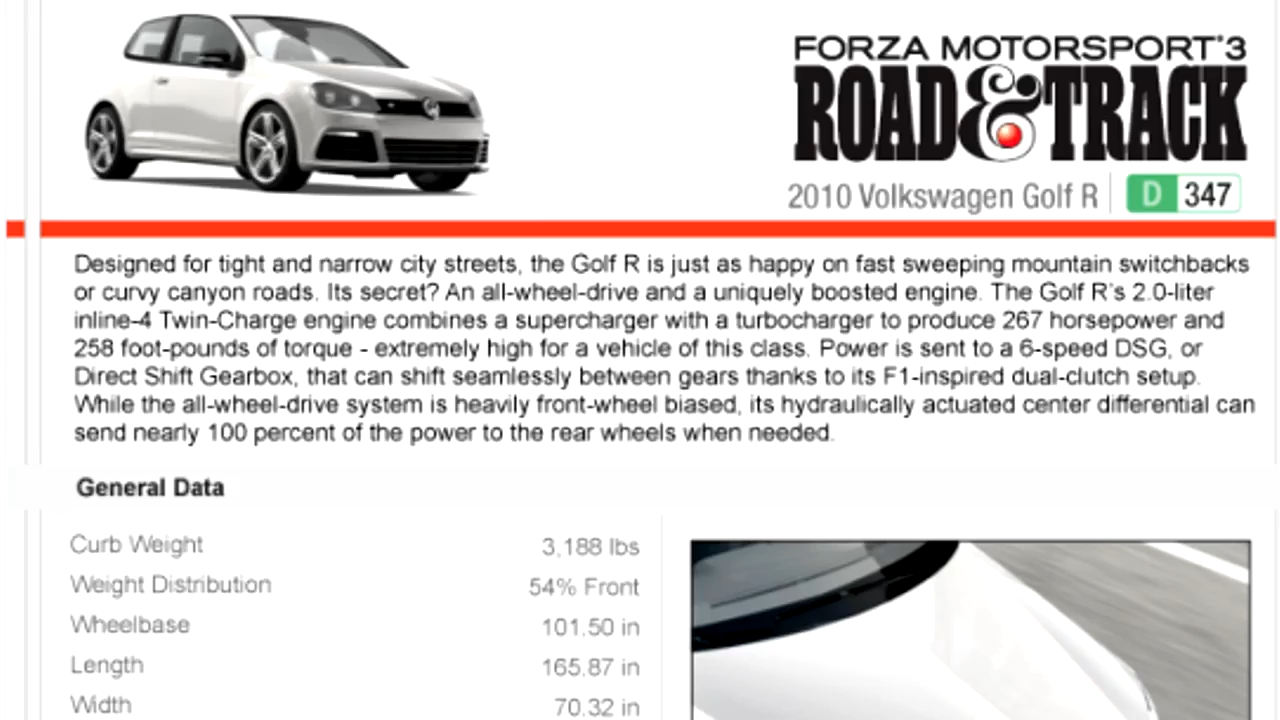 FORZA MOTORSPORT 3
ROAD & TRACK
2010 Volkswagen Golf R D 347
Designed for tight and narrow city streets, the Golf R is just as happy on fast sweeping mountain switchbacks
or curvy canyon roads. Its secret? An all-wheel-drive and a uniquely boosted engine. The Golf R's 2.0-liter
inline-4 Twin-Charge engine combines a supercharger with a turbocharger to produce 267 horsepower and
258 foot-pounds of torque - extremely high for a vehicle of this class. Power is sent to a 6-speed DSG, or
Direct Shift Gearbox, that can shift seamlessly between gears thanks to its F1-inspired dual-clutch setup.
While the all-wheel-drive system is heavily front-wheel biased, its hydraulically actuated center differential can
send nearly 100 percent of the power to the rear wheels when needed.
General Data
Curb Weight 3,188 lbs
Weight Distribution 54% Front
Wheelbase 101.50 in
Length 165.87 in
Width 70.32 in